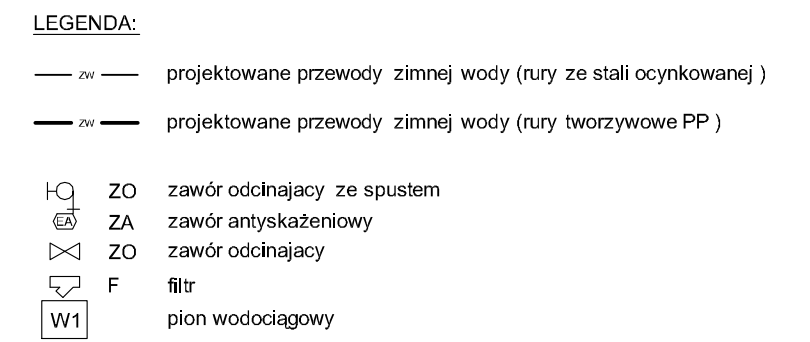 LEGENDA:
zw projektowane przewody zimnej wody (rury ze stali ocynkowanej )
zw projektowane przewody zimnej wody (rury tworzywowe PP )
ZO zawór odcinajacy ze spustem
EA ZA zawór antyskażeniowy
ZO zawór odcinajacy
F filtr
W1 pion wodociągowy